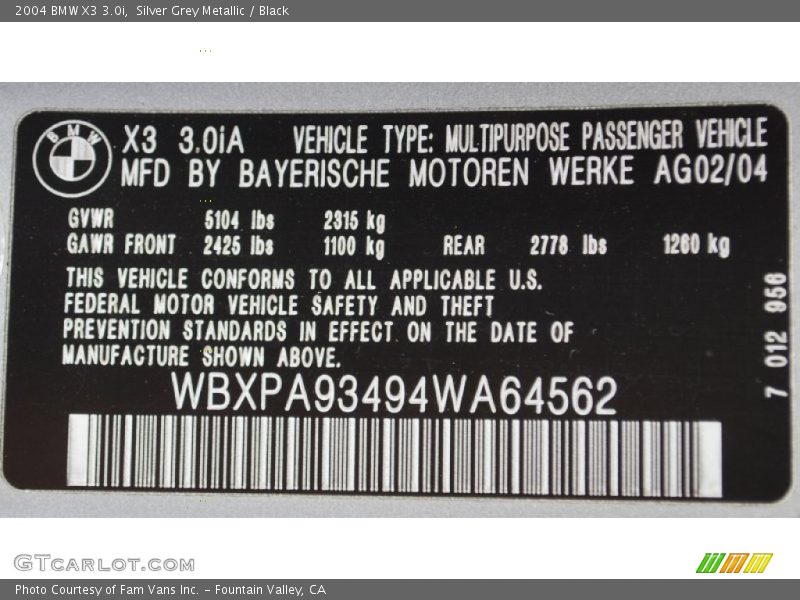 2004 BMW X3 3.0i, Silver Grey Metallic / Black
BMW
X3 3.0iA VEHICLE TYPE: MULTIPURPOSE PASSENGER VEHICLE
MFD BY BAYERISCHE MOTOREN WERKE AG02/04
GVWR 5104 lbs 2315 kg
GAWR FRONT 2425 lbs 1100 kg REAR 2778 lbs 1260 kg
THIS VEHICLE CONFORMS TO ALL APPLICABLE U.S.
FEDERAL MOTOR VEHICLE SAFETY AND THEFT
PREVENTION STANDARDS IN EFFECT ON THE DATE OF
MANUFACTURE SHOWN ABOVE.
WBXPA93494WA64562
7 012 956
GTCARLOT.COM
Photo Courtesy of Fam Vans Inc. - Fountain Valley, CA